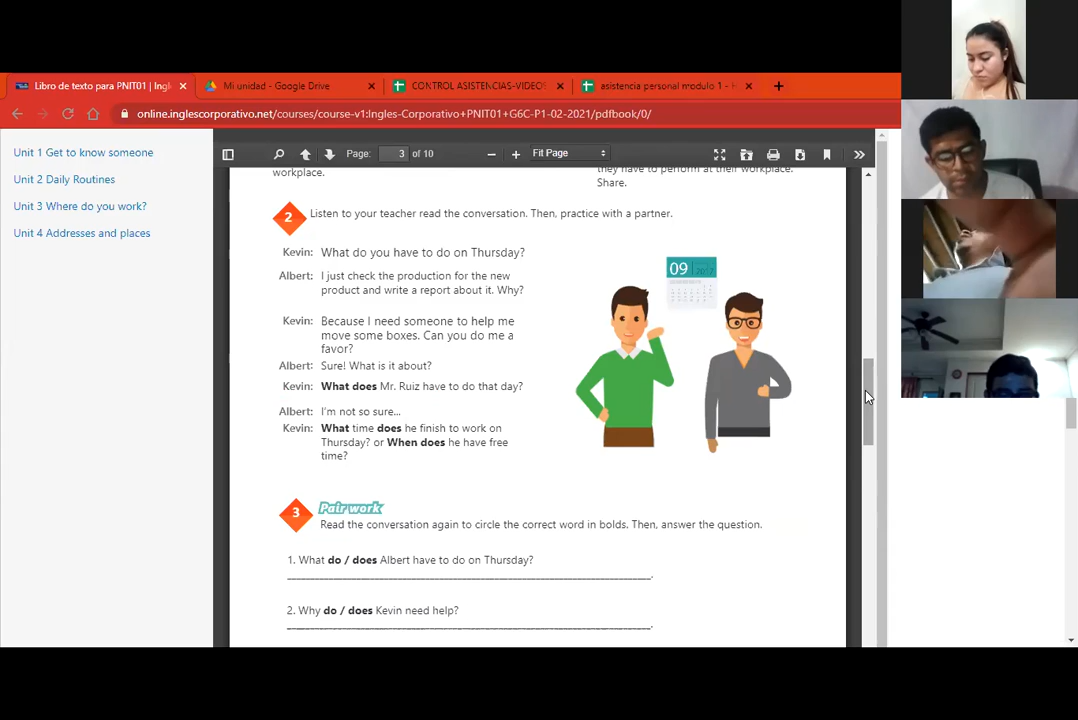 Libro de texto para PNIT01 | Ingl
Mi unidad - Google Drive
CONTROL ASISTENCIAS-VIDEOS
asistencia personal modulo 1 - H
online.inglescorporativo.net/courses/course-v1:Ingles-Corporativo+PNIT01+G6C-P1-02-2021/pdfbook/0/
Unit 1 Get to know someone
Unit 2 Daily Routines
Unit 3 Where do you work?
Unit 4 Addresses and places
Page: 3 of 10
Fit Page
workplace.
they have to perform at their workplace.
Share.
2 Listen to your teacher read the conversation. Then, practice with a partner.
Kevin: What do you have to do on Thursday?
Albert: I just check the production for the new
product and write a report about it. Why?
Kevin: Because I need someone to help me
move some boxes. Can you do me a
favor?
Albert: Sure! What is it about?
Kevin: What does Mr. Ruiz have to do that day?
Albert: I'm not so sure...
Kevin: What time does he finish to work on
Thursday? or When does he have free
time?
09 2017
3 Pair work
Read the conversation again to circle the correct word in bolds. Then, answer the question.
1. What do / does Albert have to do on Thursday?
2. Why do / does Kevin need help?